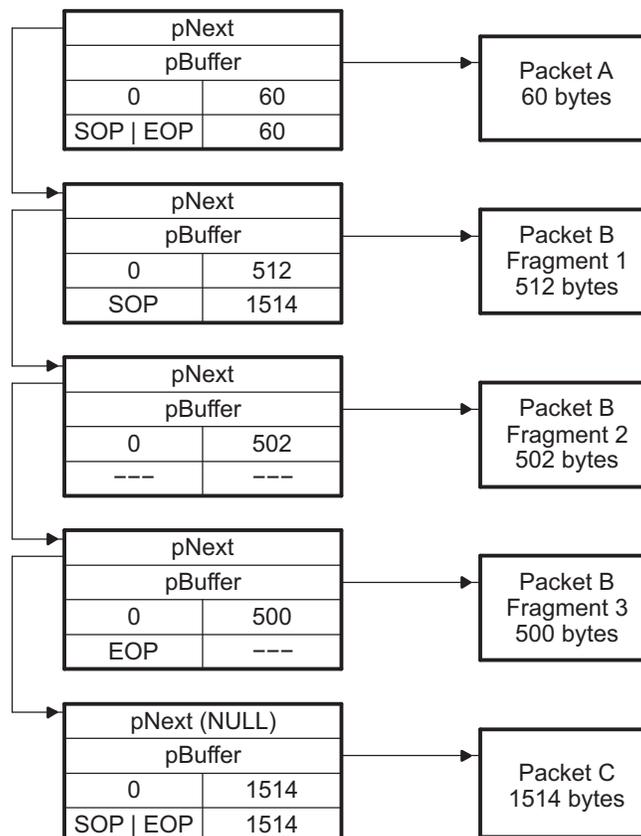 pNext
pBuffer
0 60
SOP | EOP 60
Packet A
60 bytes
pNext
pBuffer
0 512
SOP 1514
Packet B
Fragment 1
512 bytes
pNext
pBuffer
0 502
––– –––
Packet B
Fragment 2
502 bytes
pNext
pBuffer
0 500
EOP –––
Packet B
Fragment 3
500 bytes
pNext (NULL)
pBuffer
0 1514
SOP | EOP 1514
Packet C
1514 bytes